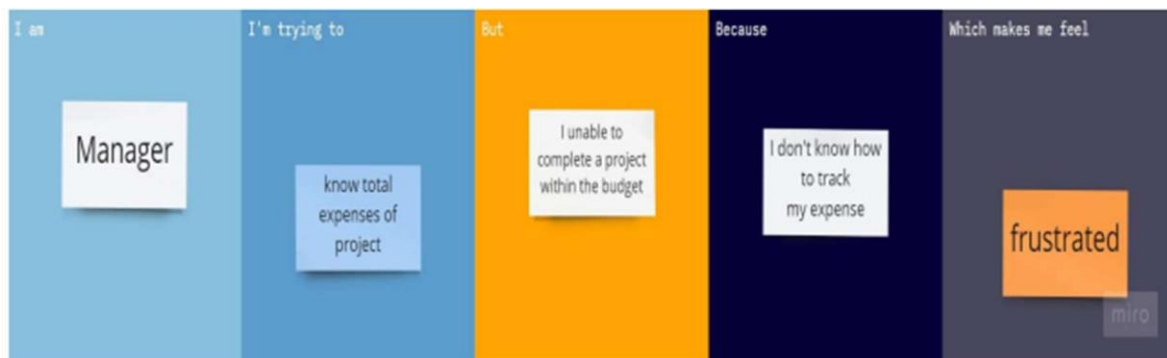 I am
Manager
I'm trying to
know total
expenses of
project
But
I unable to
complete a project
within the budget
Because
I don't know how
to track
my expense
Which makes me feel
frustrated
miro